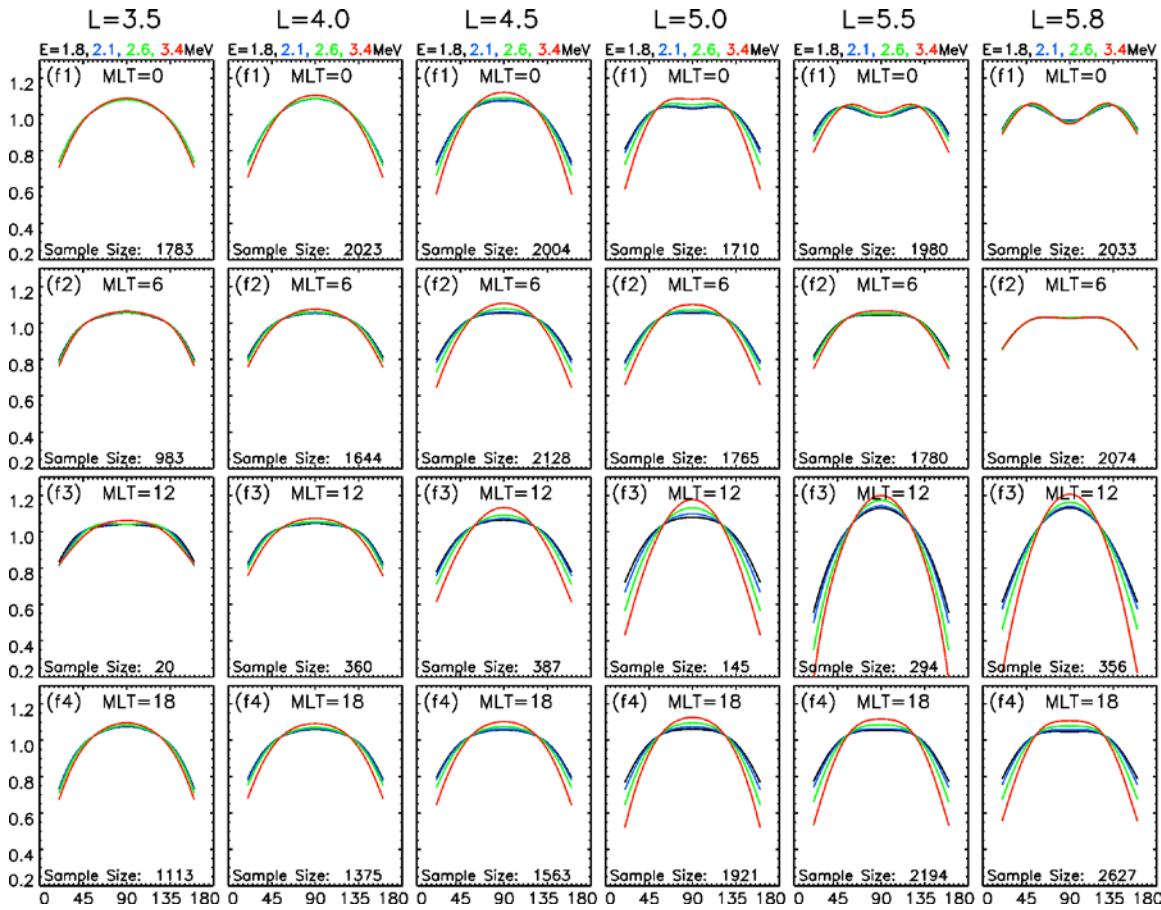 L=3.5 L=4.0 L=4.5 L=5.0 L=5.5 L=5.8
E=1.8, 2.1, 2.6, 3.4MeV E=1.8, 2.1, 2.6, 3.4MeV E=1.8, 2.1, 2.6, 3.4MeV E=1.8, 2.1, 2.6, 3.4MeV E=1.8, 2.1, 2.6, 3.4MeV E=1.8, 2.1, 2.6, 3.4MeV
(f1) MLT=0 (f1) MLT=0 (f1) MLT=0 (f1) MLT=0 (f1) MLT=0 (f1) MLT=0
1.2
1.0
0.8
0.6
0.4
Sample Size: 1783 Sample Size: 2023 Sample Size: 2004 Sample Size: 1710 Sample Size: 1980 Sample Size: 2033
0.2
(f2) MLT=6 (f2) MLT=6 (f2) MLT=6 (f2) MLT=6 (f2) MLT=6 (f2) MLT=6
1.2
1.0
0.8
0.6
0.4
Sample Size: 983 Sample Size: 1644 Sample Size: 2128 Sample Size: 1765 Sample Size: 1780 Sample Size: 2074
0.2
(f3) MLT=12 (f3) MLT=12 (f3) MLT=12 (f3) MLT=12 (f3) MLT=12 (f3) MLT=12
1.2
1.0
0.8
0.6
0.4
Sample Size: 20 Sample Size: 360 Sample Size: 387 Sample Size: 145 Sample Size: 294 Sample Size: 356
0.2
(f4) MLT=18 (f4) MLT=18 (f4) MLT=18 (f4) MLT=18 (f4) MLT=18 (f4) MLT=18
1.2
1.0
0.8
0.6
0.4
Sample Size: 1113 Sample Size: 1375 Sample Size: 1563 Sample Size: 1921 Sample Size: 2194 Sample Size: 2627
0.2
0 45 90 135 180 0 45 90 135 180 0 45 90 135 180 0 45 90 135 180 0 45 90 135 180 0 45 90 135 180